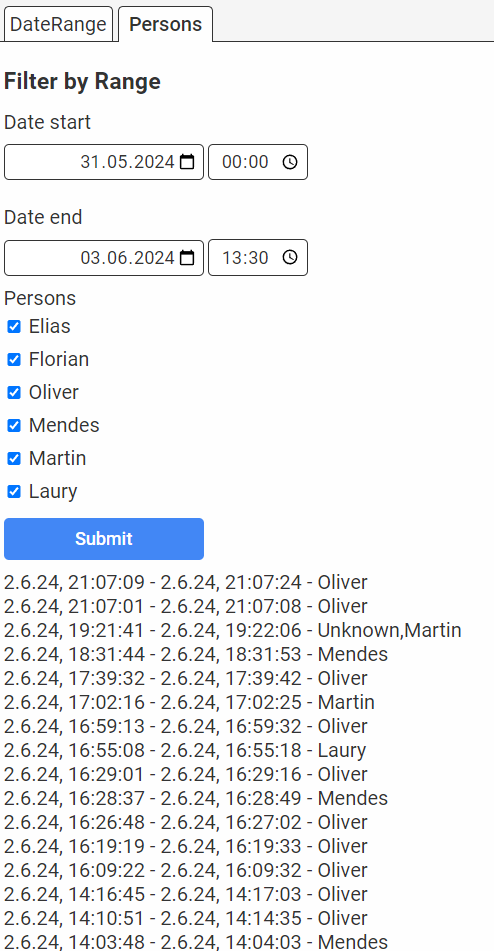 DateRange Persons
Filter by Range
Date start
31.05.2024 00:00
Date end
03.06.2024 13:30
Persons
Elias
Florian
Oliver
Mendes
Martin
Laury
Submit
2.6.24, 21:07:09 - 2.6.24, 21:07:24 - Oliver
2.6.24, 21:07:01 - 2.6.24, 21:07:08 - Oliver
2.6.24, 19:21:41 - 2.6.24, 19:22:06 - Unknown,Martin
2.6.24, 18:31:44 - 2.6.24, 18:31:53 - Mendes
2.6.24, 17:39:32 - 2.6.24, 17:39:42 - Oliver
2.6.24, 17:02:16 - 2.6.24, 17:02:25 - Martin
2.6.24, 16:59:13 - 2.6.24, 16:59:32 - Oliver
2.6.24, 16:55:08 - 2.6.24, 16:55:18 - Laury
2.6.24, 16:29:01 - 2.6.24, 16:29:16 - Oliver
2.6.24, 16:28:37 - 2.6.24, 16:28:49 - Mendes
2.6.24, 16:26:48 - 2.6.24, 16:27:02 - Oliver
2.6.24, 16:19:19 - 2.6.24, 16:19:33 - Oliver
2.6.24, 16:09:22 - 2.6.24, 16:09:32 - Oliver
2.6.24, 14:16:45 - 2.6.24, 14:17:03 - Oliver
2.6.24, 14:10:51 - 2.6.24, 14:14:35 - Oliver
2.6.24, 14:03:48 - 2.6.24, 14:04:03 - Mendes